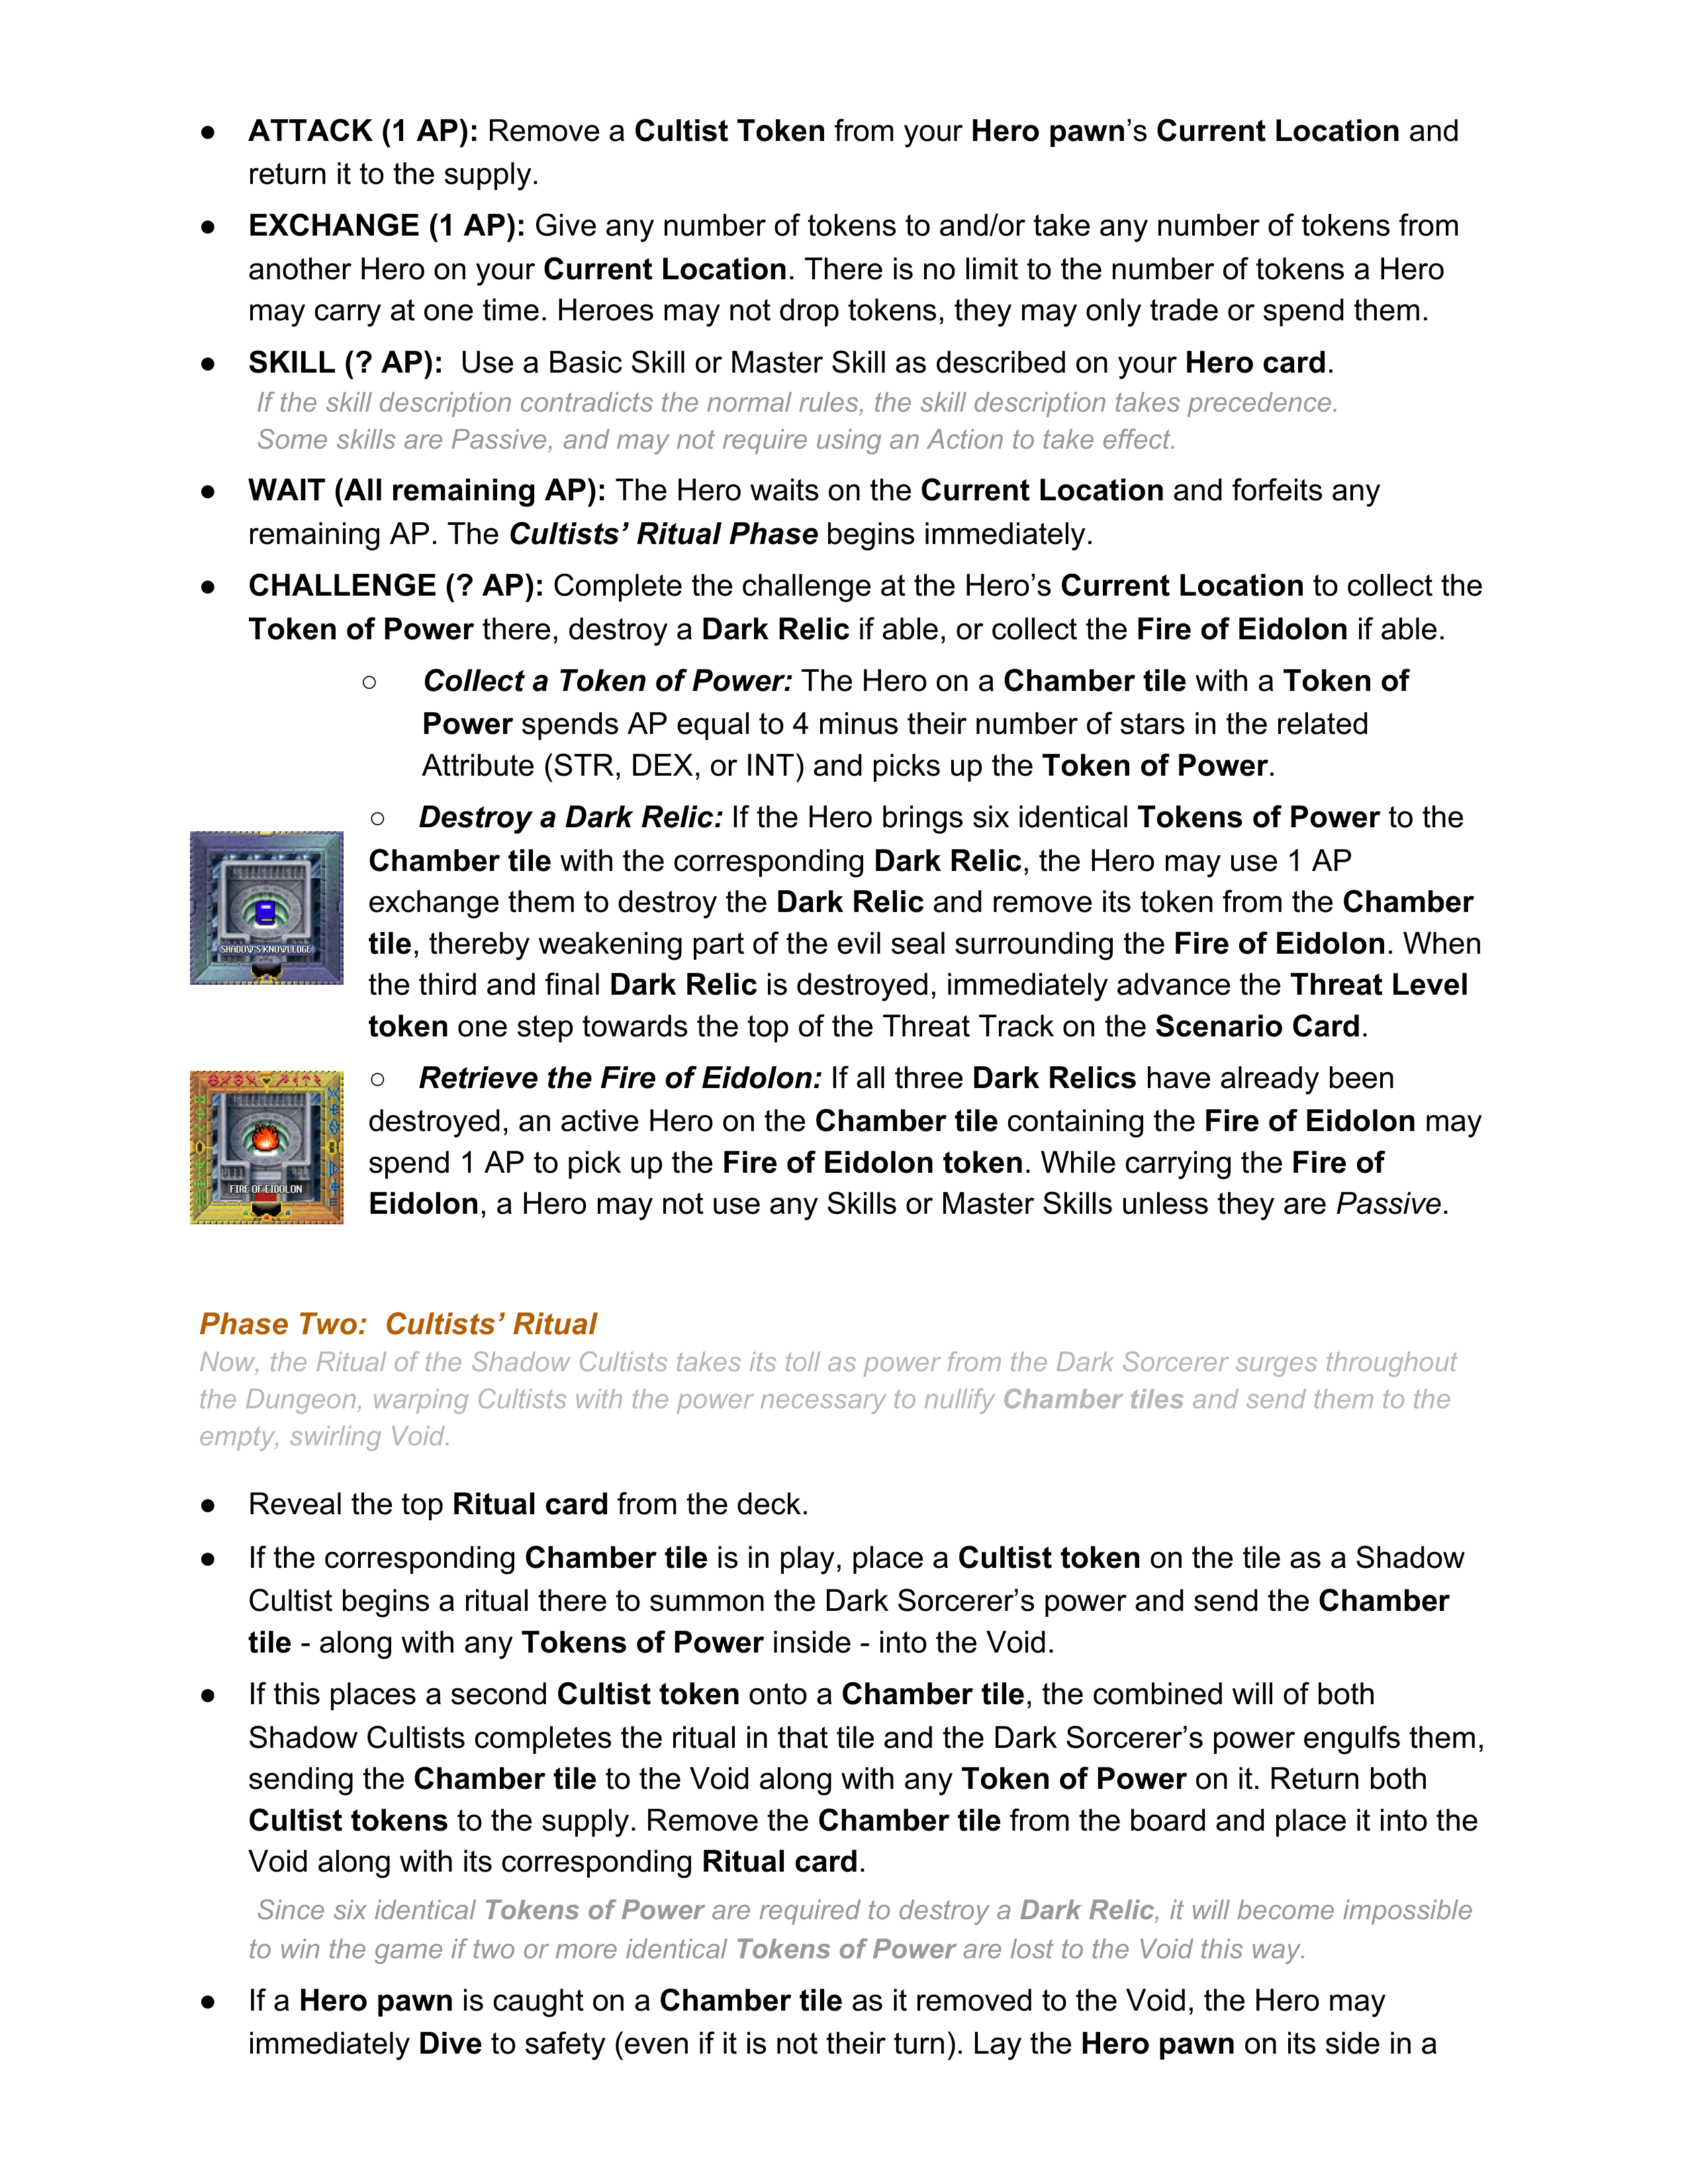 ● ATTACK (1 AP): Remove a Cultist Token from your Hero pawn’s Current Location and
return it to the supply.
● EXCHANGE (1 AP): Give any number of tokens to and/or take any number of tokens from
another Hero on your Current Location. There is no limit to the number of tokens a Hero
may carry at one time. Heroes may not drop tokens, they may only trade or spend them.
● SKILL (? AP): Use a Basic Skill or Master Skill as described on your Hero card.
If the skill description contradicts the normal rules, the skill description takes precedence.
Some skills are Passive, and may not require using an Action to take effect.
● WAIT (All remaining AP): The Hero waits on the Current Location and forfeits any
remaining AP. The Cultists’ Ritual Phase begins immediately.
● CHALLENGE (? AP): Complete the challenge at the Hero’s Current Location to collect the
Token of Power there, destroy a Dark Relic if able, or collect the Fire of Eidolon if able.
○ Collect a Token of Power: The Hero on a Chamber tile with a Token of
Power spends AP equal to 4 minus their number of stars in the related
Attribute (STR, DEX, or INT) and picks up the Token of Power.
○ Destroy a Dark Relic: If the Hero brings six identical Tokens of Power to the
Chamber tile with the corresponding Dark Relic, the Hero may use 1 AP
exchange them to destroy the Dark Relic and remove its token from the Chamber
tile, thereby weakening part of the evil seal surrounding the Fire of Eidolon. When
the third and final Dark Relic is destroyed, immediately advance the Threat Level
token one step towards the top of the Threat Track on the Scenario Card.
SHADOW'S KNOWLEDGE
○ Retrieve the Fire of Eidolon: If all three Dark Relics have already been
destroyed, an active Hero on the Chamber tile containing the Fire of Eidolon may
spend 1 AP to pick up the Fire of Eidolon token. While carrying the Fire of
Eidolon, a Hero may not use any Skills or Master Skills unless they are Passive.
FIRE OF EIDOLON
Phase Two: Cultists’ Ritual
Now, the Ritual of the Shadow Cultists takes its toll as power from the Dark Sorcerer surges throughout
the Dungeon, warping Cultists with the power necessary to nullify Chamber tiles and send them to the
empty, swirling Void.
● Reveal the top Ritual card from the deck.
● If the corresponding Chamber tile is in play, place a Cultist token on the tile as a Shadow
Cultist begins a ritual there to summon the Dark Sorcerer’s power and send the Chamber
tile - along with any Tokens of Power inside - into the Void.
● If this places a second Cultist token onto a Chamber tile, the combined will of both
Shadow Cultists completes the ritual in that tile and the Dark Sorcerer’s power engulfs them,
sending the Chamber tile to the Void along with any Token of Power on it. Return both
Cultist tokens to the supply. Remove the Chamber tile from the board and place it into the
Void along with its corresponding Ritual card.
Since six identical Tokens of Power are required to destroy a Dark Relic, it will become impossible
to win the game if two or more identical Tokens of Power are lost to the Void this way.
● If a Hero pawn is caught on a Chamber tile as it removed to the Void, the Hero may
immediately Dive to safety (even if it is not their turn). Lay the Hero pawn on its side in a